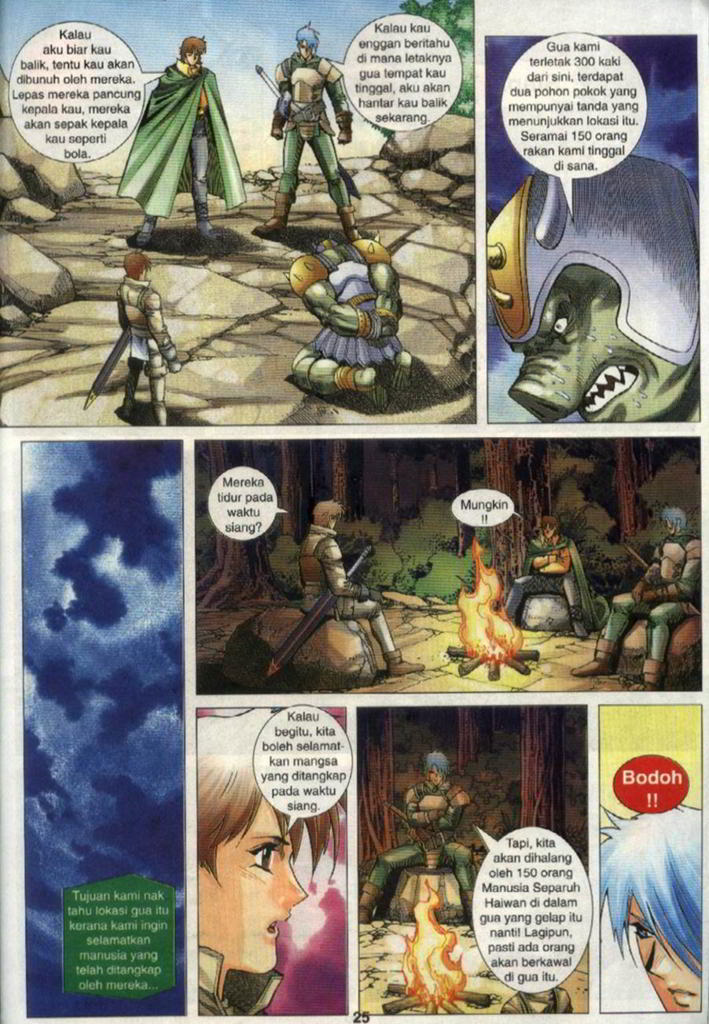 Kalau
aku biar kau
balik, tentu kau akan
dibunuh oleh mereka.
Lepas mereka pancung
kepala kau, mereka
akan sepak kepala
kau seperti
bola.
Kalau kau
enggan beritahu
di mana letaknya
gua tempat kau
tinggal, aku akan
hantar kau balik
sekarang.
Gua kami
terletak 300 kaki
dari sini, terdapat
dua pohon pokok yang
mempunyai tanda yang
menunjukkan lokasi itu.
Seramai 150 orang
rakan kami tinggal
di sana.
Tujuan kami nak
tahu lokasi gua itu
kerana kami ingin
selamatkan
manusia yang
telah ditangkap
oleh mereka...
Mereka
tidur pada
waktu
siang?
Mungkin
!!
Kalau
begitu, kita
boleh selamat-
kan mangsa
yang ditangkap
pada waktu
siang.
Tapi, kita
akan dihalang
oleh 150 orang
Manusia Separuh
Haiwan di dalam
gua yang gelap itu
nanti! Lagipun,
pasti ada orang
akan berkawal
di gua itu.
Bodoh
!!
25